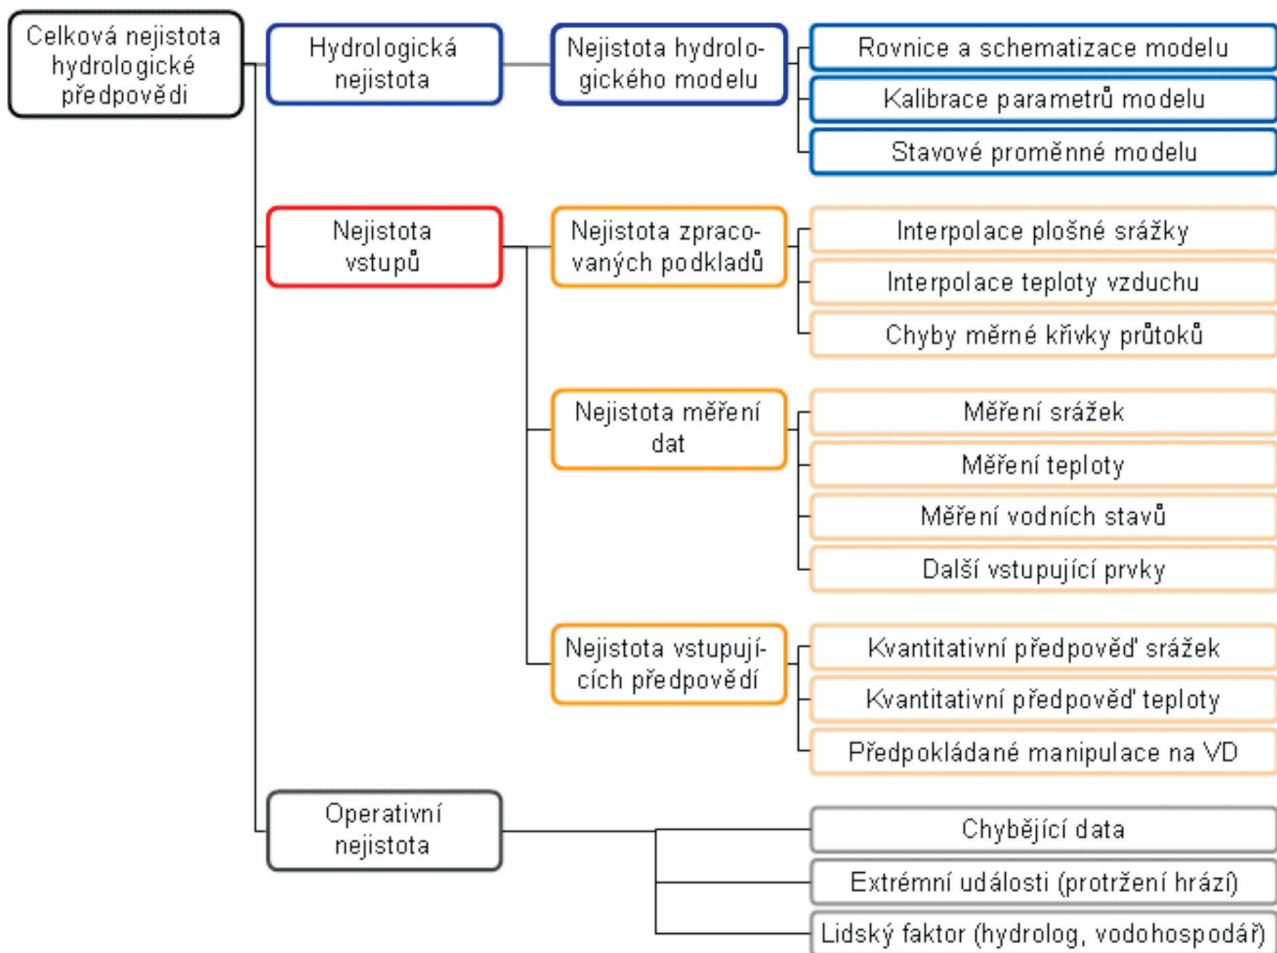 Celková nejistota
hydrologické
předpovědi
Hydrologická
nejistota
Nejistota hydrolo-
gického modelu
Rovnice a schematizace modelu
Kalibrace parametrů modelu
Stavové proměnné modelu
Nejistota
vstupů
Nejistota zpraco-
vaných podkladů
Interpolace plošné srážky
Interpolace teploty vzduchu
Chyby měrné křivky průtoků
Nejistota měření
dat
Měření srážek
Měření teploty
Měření vodních stavů
Další vstupující prvky
Nejistota vstupují-
cích předpovědí
Kvantitativní předpověď srážek
Kvantitativní předpověď teploty
Předpokládané manipulace na VD
Operativní
nejistota
Chybějící data
Extrémní události (protržení hrází)
Lidský faktor (hydrolog, vodohospodář)